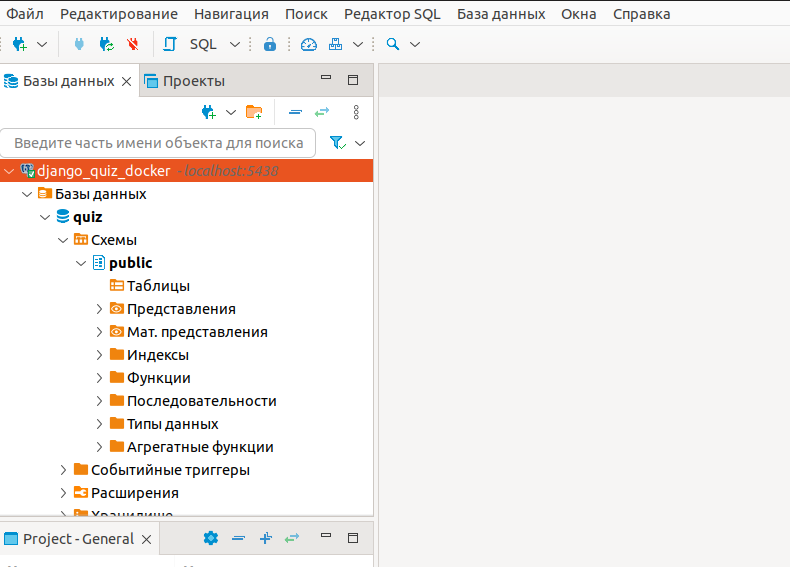 Файл Редактирование Навигация Поиск Редактор SQL База данных Окна Справка
SQL
Базы данных Проекты
Введите часть имени объекта для поиска
django_quiz_docker - localhost:5438
Базы данных
quiz
Схемы
public
Таблицы
Представления
Мат. представления
Индексы
Функции
Последовательности
Типы данных
Агрегатные функции
Событийные триггеры
Расширения
Хранилище
Project - General